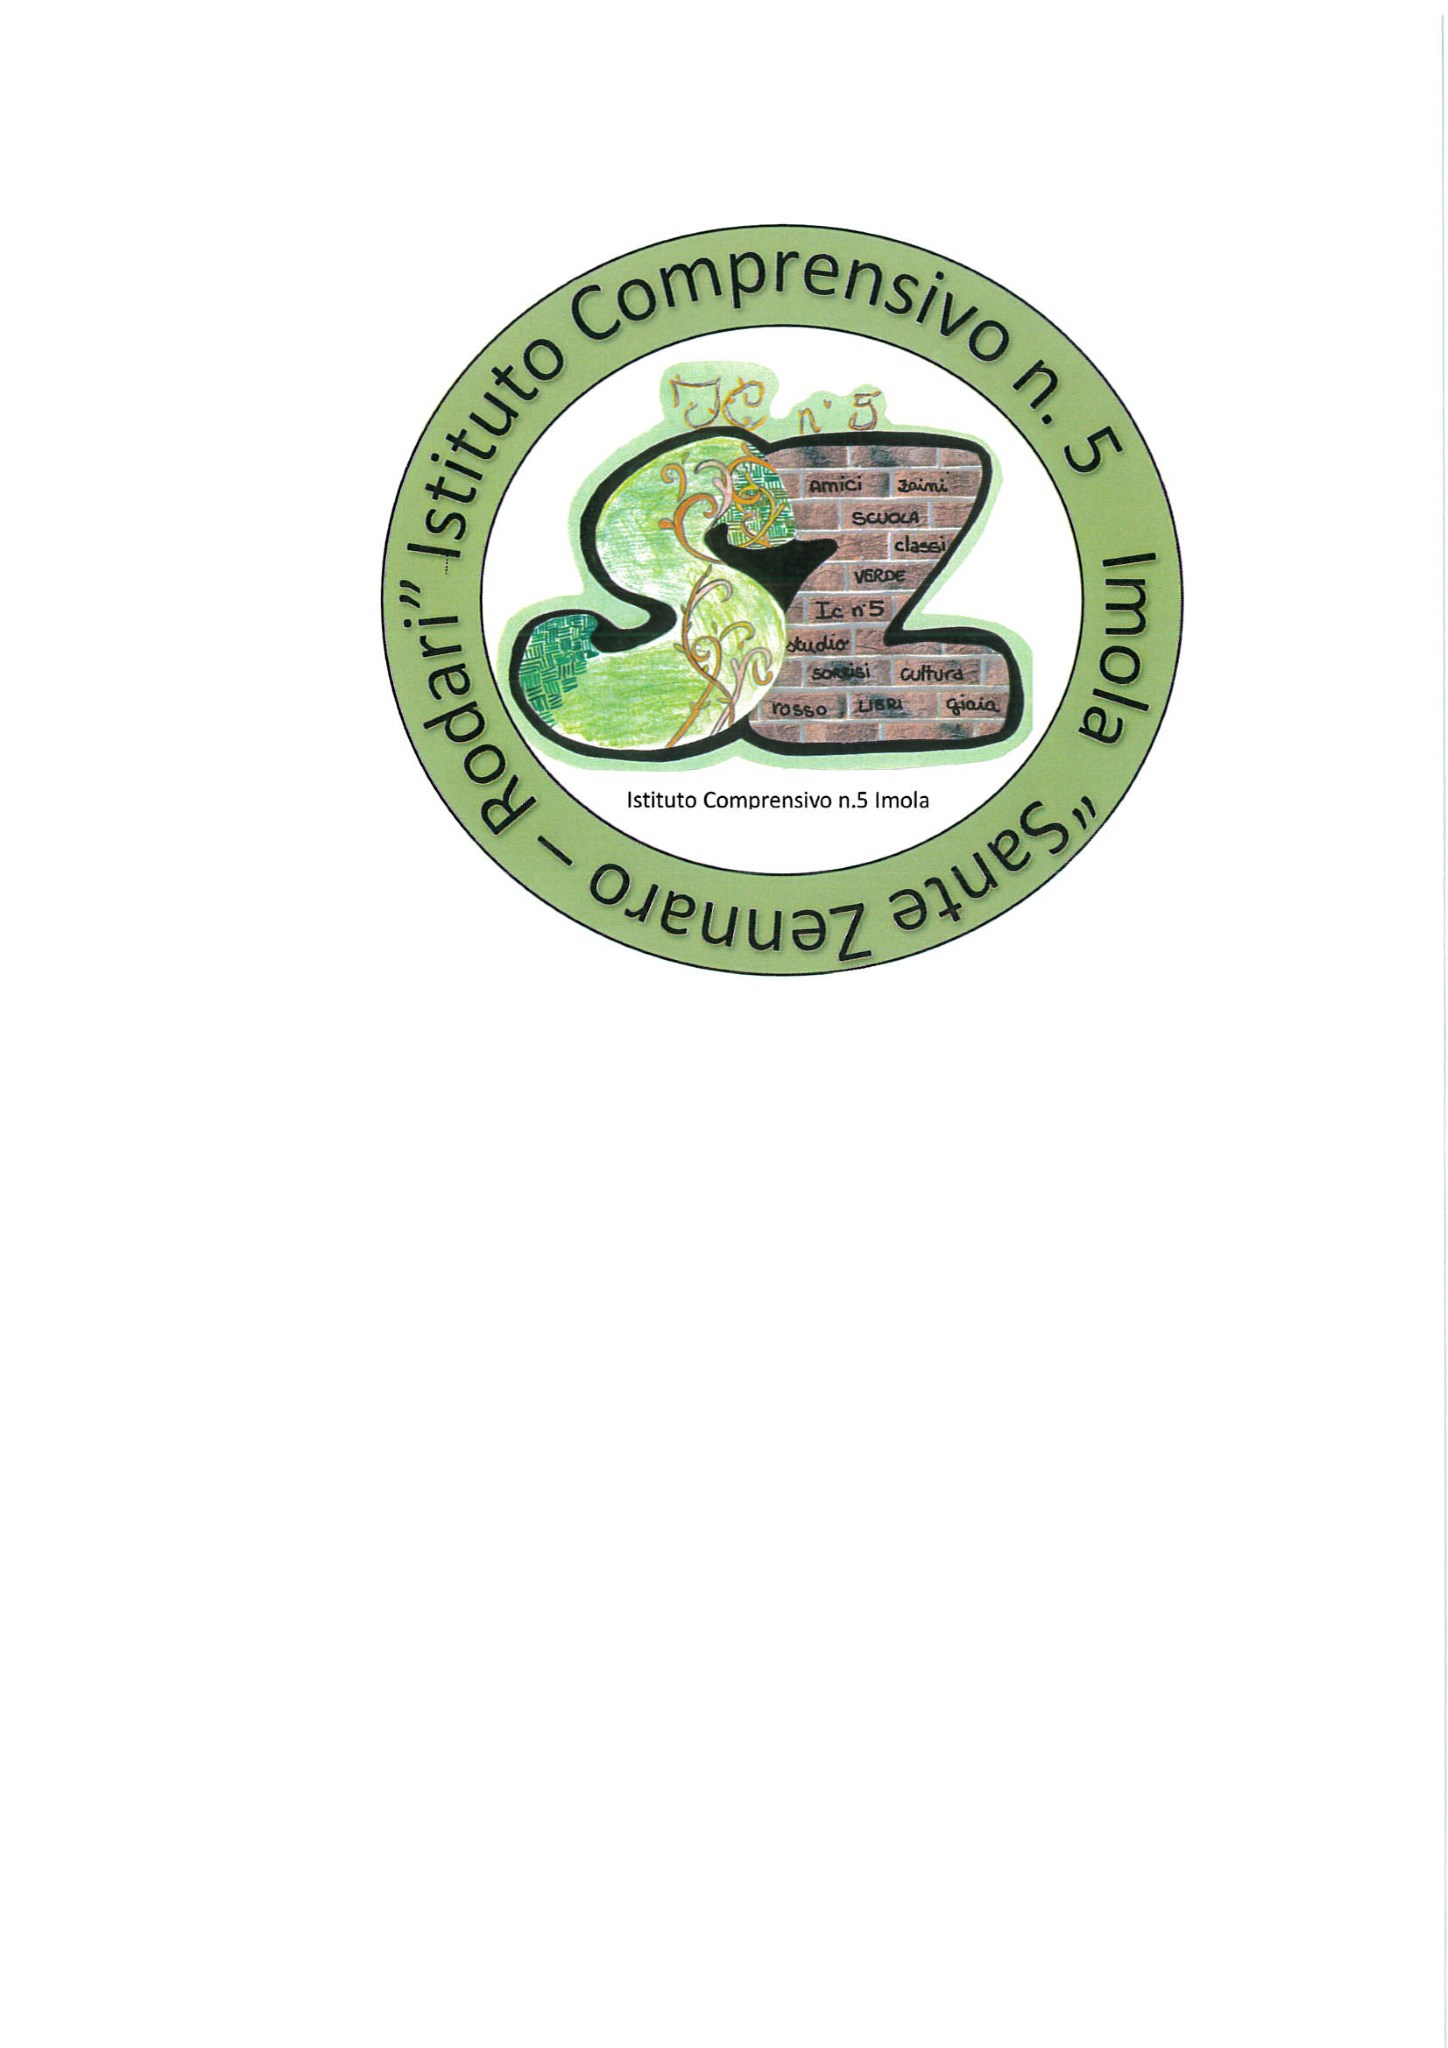 Istituto Comprensivo n. 5 Imola “Sante Zennaro – Rodari”
IC n° 5
Amici zaini
SCUOLA
classi
VERDE
Ic n°5
studio
SORRISI cultura
rosso LIBRI gioia
Istituto Comprensivo n.5 Imola